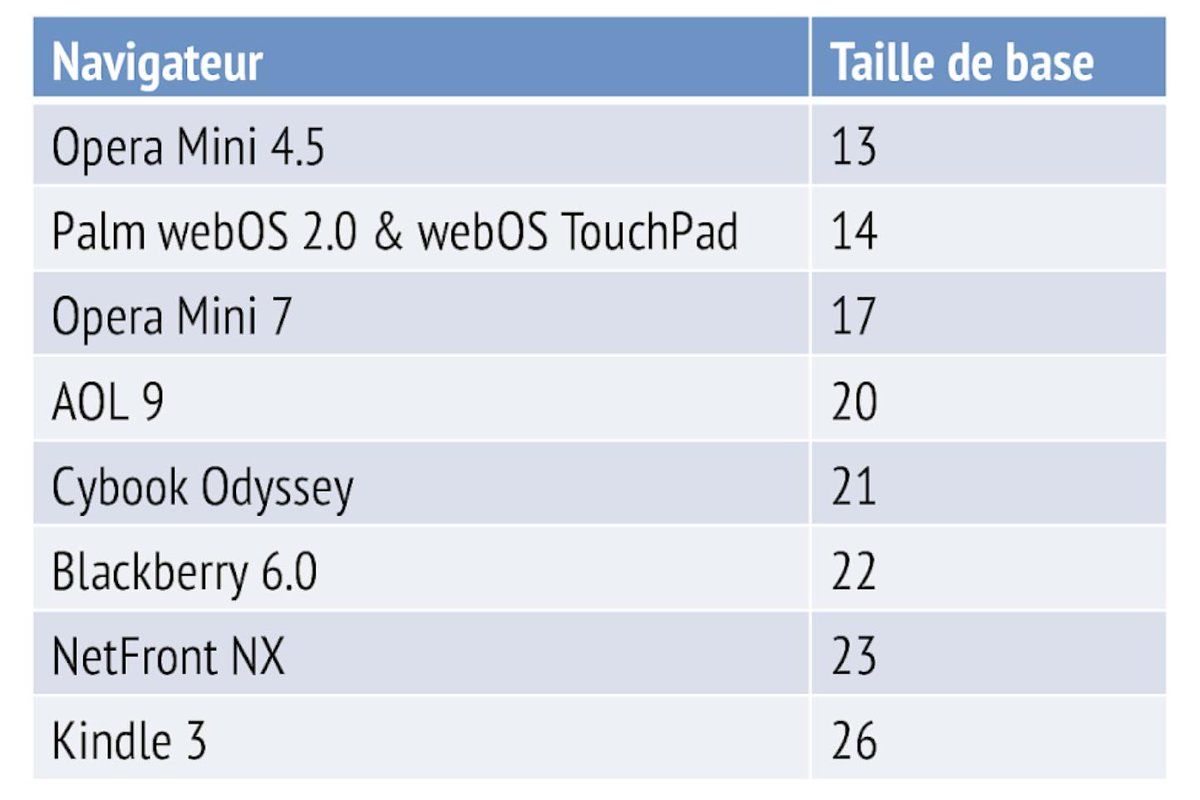 Navigateur Taille de base
Opera Mini 4.5 13
Palm webOS 2.0 & webOS TouchPad 14
Opera Mini 7 17
AOL 9 20
Cybook Odyssey 21
Blackberry 6.0 22
NetFront NX 23
Kindle 3 26